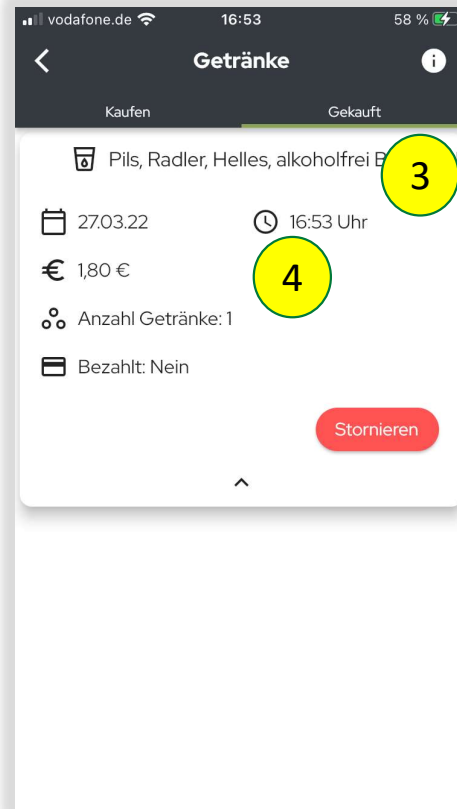 vodafone.de 16:53 58 %
Getränke
Kaufen Gekauft
Pils, Radler, Helles, alkoholfrei B
3
27.03.22 16:53 Uhr
1,80 €
4
Anzahl Getränke: 1
Bezahlt: Nein
Stornieren